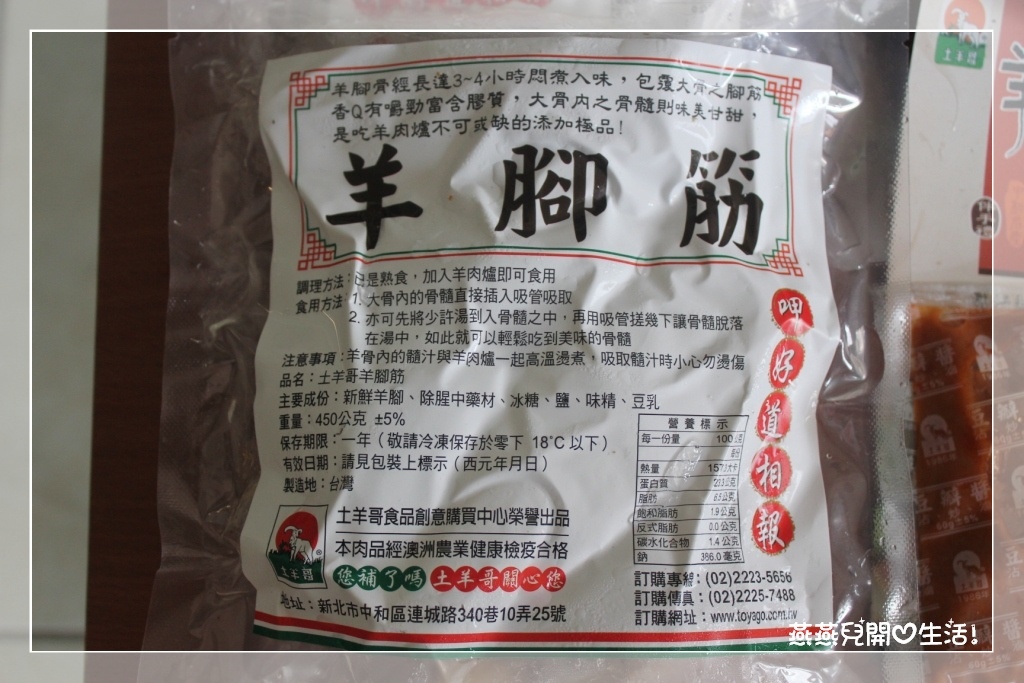 羊腳骨經長達3~4小時悶煮入味，包覆大骨之腳筋
香Q有嚼勁富含膠質，大骨內之骨髓則味美甘甜，
是吃羊肉爐不可或缺的添加極品！
羊腳筋
調理方法：已是熟食，加入羊肉爐即可食用
食用方法：1. 大骨內的骨髓直接插入吸管吸取
2. 亦可先將少許湯到入骨髓之中，再用吸管搓幾下讓骨髓脫落
在湯中，如此就可以輕鬆吃到美味的骨髓
注意事項：羊骨內的髓汁與羊肉爐一起高溫燙煮，吸取髓汁時小心勿燙傷
品名：土羊哥羊腳筋
主要成份：新鮮羊腳、除腥中藥材、冰糖、鹽、味精、豆乳
重量：450公克 ±5%
保存期限：一年（敬請冷凍保存於零下 18°C 以下）
有效日期：請見包裝上標示（西元年月日）
製造地：台灣
呷好道相報
營養標示
每一份量 100公克
每份
熱量
蛋白質
脂肪
飽和脂肪 1.9公克
反式脂肪 0.0公克
碳水化合物 1.4公克
鈉 386.0毫克
土羊哥
土羊哥食品創意購買中心榮譽出品
本肉品經澳洲農業健康檢疫合格
您補了嗎 土羊哥關心您
地址：新北市中和區連城路340巷10弄25號
訂購專線：(02)2223-5656
訂購傳真：(02)2225-7488
訂購網址：www.toyago.com.tw
燕燕兒開♡生活!